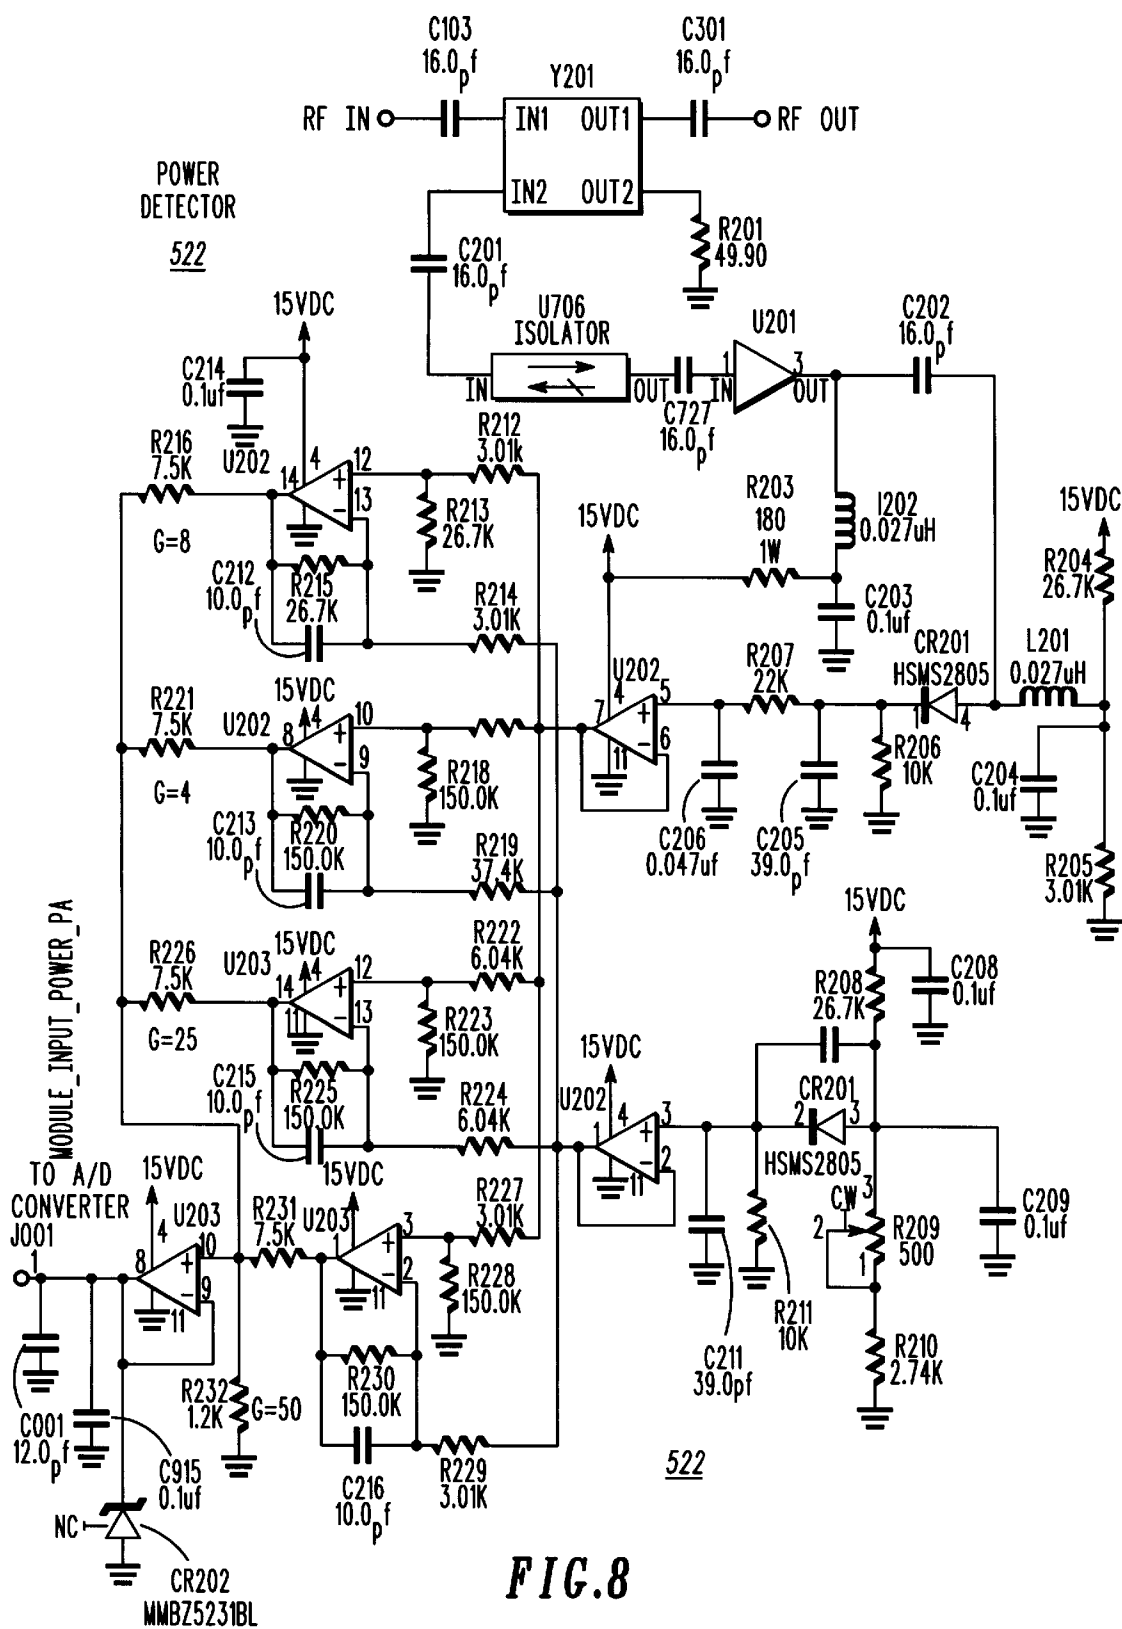 C103
16.0pf
C301
16.0pf
Y201
RF IN
IN1
OUT1
RF OUT
IN2
OUT2
POWER
DETECTOR
522
C201
16.0pf
R201
49.90
15VDC
U706
ISOLATOR
U201
C202
16.0pf
C214
0.1uf
IN
OUT
1
IN
3
OUT
C727
16.0pf
R216
7.5K
U202
14
4
12
+
13
-
R212
3.01k
R213
26.7K
G=8
C212
10.0pf
R215
26.7K
R214
3.01K
15VDC
R203
180
1W
I202
0.027uH
15VDC
R204
26.7K
C203
0.1uf
CR201
HSMS2805
L201
0.027uH
R221
7.5K
U202
15VDC
4
8
10
+
9
-
R218
150.0K
G=4
C213
10.0pf
R220
150.0K
R219
37.4K
U202
7
4
5
+
6
-
11
R207
22K
1
4
R206
10K
C204
0.1uf
C206
0.047uf
C205
39.0pf
R205
3.01K
MODULE_INPUT_POWER_PA
R226
7.5K
U203
15VDC
4
14
12
+
13
-
11
R222
6.04K
R223
150.0K
G=25
C215
10.0pf
R225
150.0K
R224
6.04K
15VDC
R208
26.7K
C208
0.1uf
15VDC
U202
1
4
3
+
2
-
11
CR201
2
3
HSMS2805
TO A/D
CONVERTER
J001
1
15VDC
4
U203
8
10
+
9
-
11
R231
7.5K
15VDC
U203
1
3
+
2
-
11
R227
3.01K
R228
150.0K
CW
3
2
1
R209
500
C209
0.1uf
R211
10K
C211
39.0pf
R210
2.74K
R232
1.2K
G=50
R230
150.0K
C001
12.0pf
C915
0.1uf
C216
10.0pf
R229
3.01K
522
NC
CR202
MMBZ5231BL
FIG.8